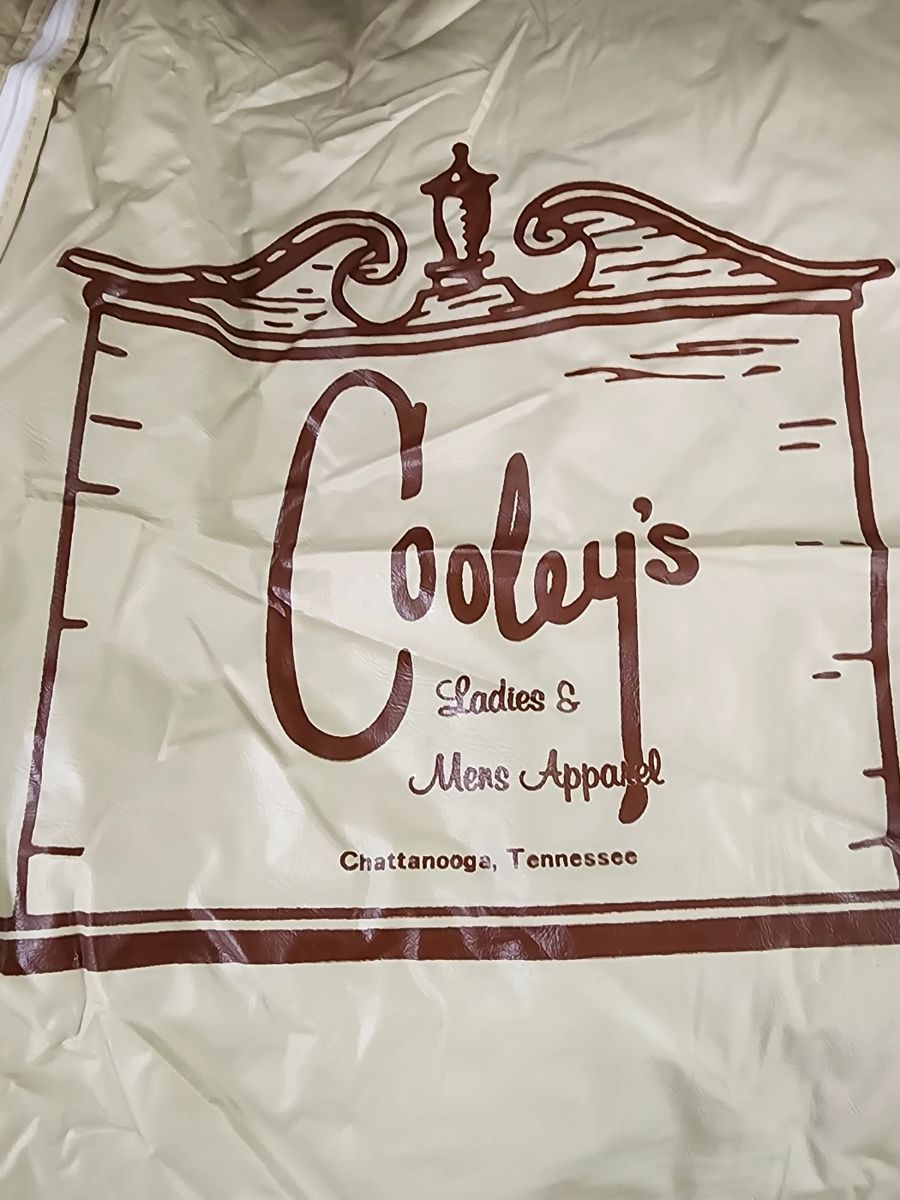 Cooley's
Ladies &
Mens Apparel
Chattanooga, Tennessee